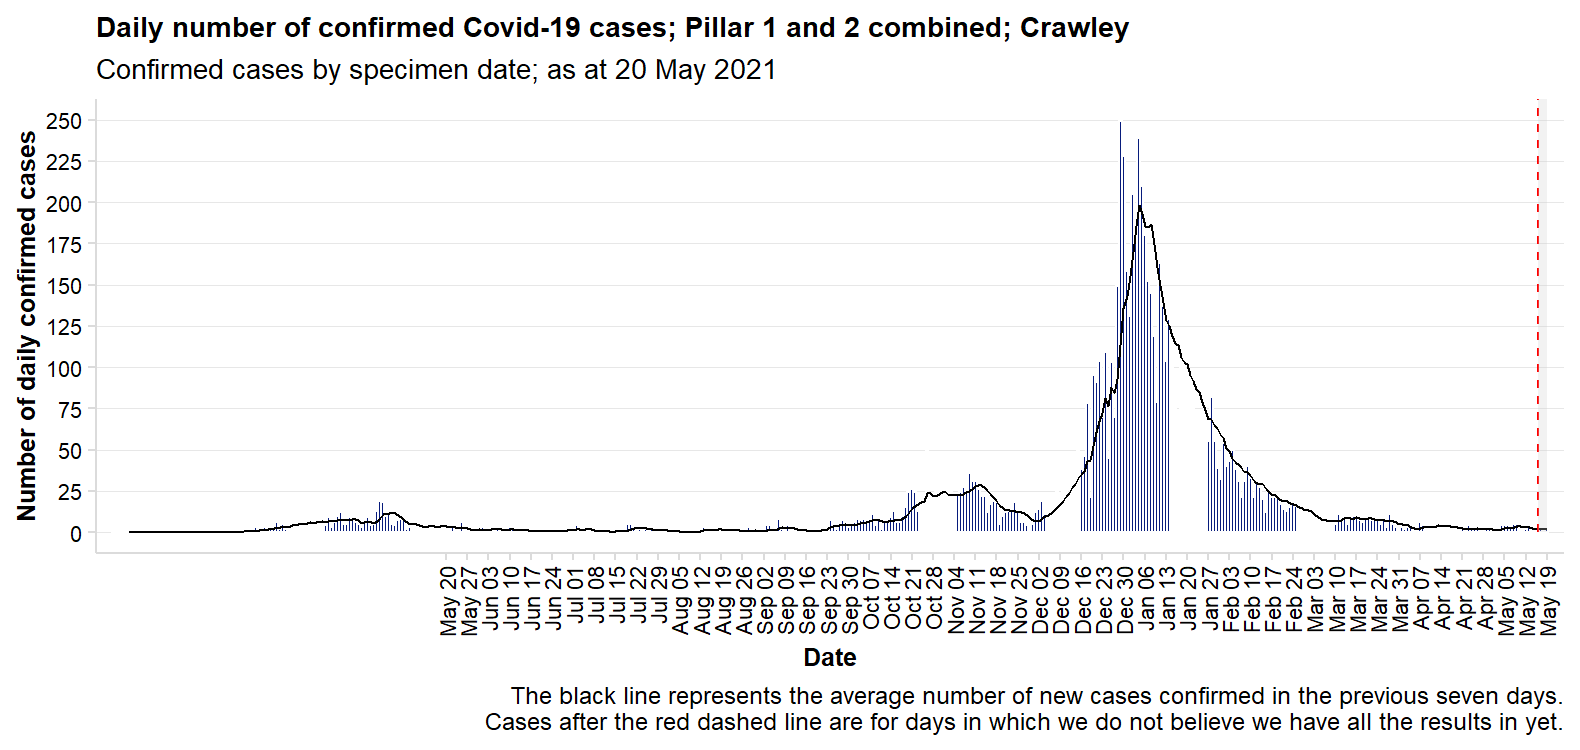 Daily number of confirmed Covid-19 cases; Pillar 1 and 2 combined; Crawley
Confirmed cases by specimen date; as at 20 May 2021
Number of daily confirmed cases
250
225
200
175
150
125
100
75
50
25
0
May 20
May 27
Jun 03
Jun 10
Jun 17
Jun 24
Jul 01
Jul 08
Jul 15
Jul 22
Jul 29
Aug 05
Aug 12
Aug 19
Aug 26
Sep 02
Sep 09
Sep 16
Sep 23
Sep 30
Oct 07
Oct 14
Oct 21
Oct 28
Nov 04
Nov 11
Nov 18
Nov 25
Dec 02
Dec 09
Dec 16
Dec 23
Dec 30
Jan 06
Jan 13
Jan 20
Jan 27
Feb 03
Feb 10
Feb 17
Feb 24
Mar 03
Mar 10
Mar 17
Mar 24
Mar 31
Apr 07
Apr 14
Apr 21
Apr 28
May 05
May 12
May 19
Date
The black line represents the average number of new cases confirmed in the previous seven days.
Cases after the red dashed line are for days in which we do not believe we have all the results in yet.